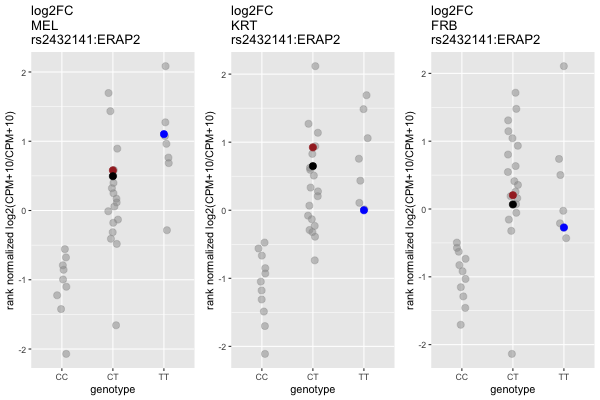 log2FC
MEL
rs2432141:ERAP2
rank normalized log2(CPM+10/CPM+10)
2
1
0
-1
-2
CC CT TT
genotype
log2FC
KRT
rs2432141:ERAP2
rank normalized log2(CPM+10/CPM+10)
2
1
0
-1
-2
CC CT TT
genotype
log2FC
FRB
rs2432141:ERAP2
rank normalized log2(CPM+10/CPM+10)
2
1
0
-1
-2
CC CT TT
genotype